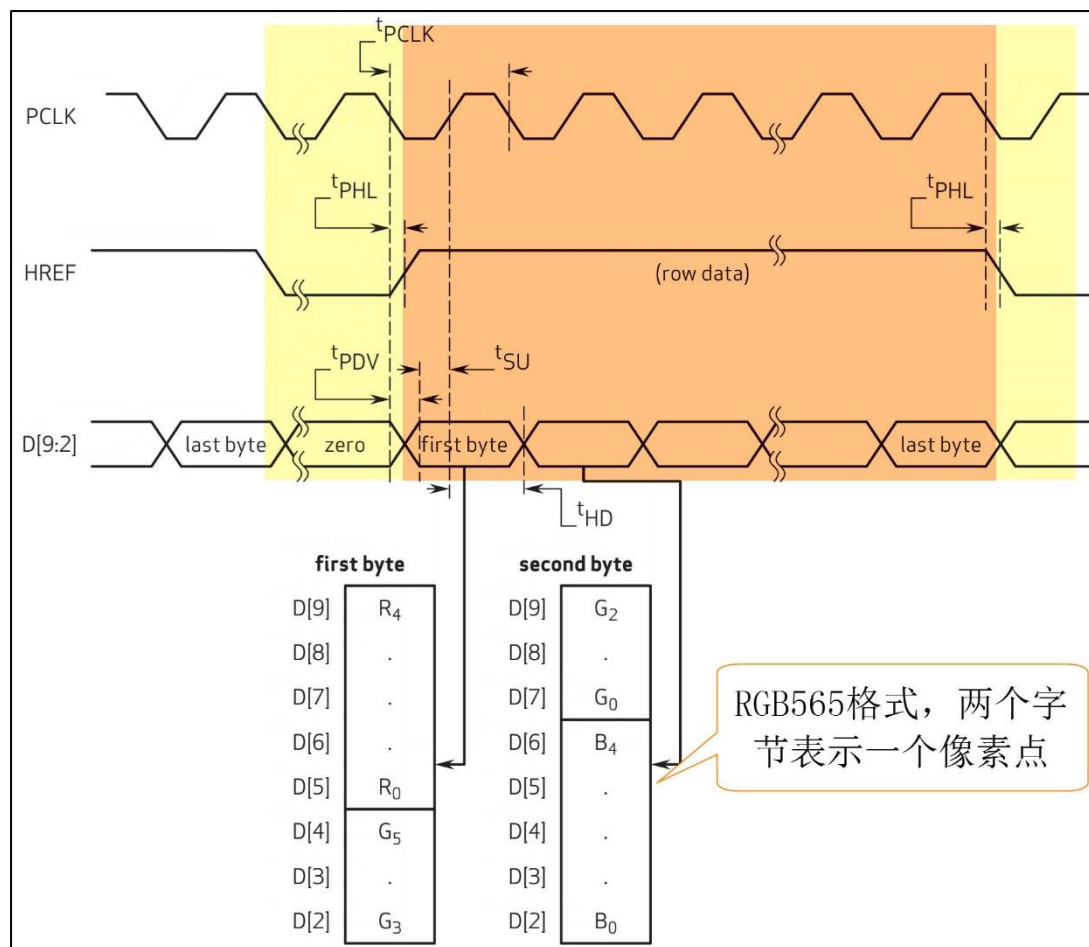 tPCLK
PCLK
tPHL
tPHL
HREF
(row data)
tPDV
tSU
D[9:2]
last byte
zero
first byte
last byte
tHD
first byte
second byte
D[9] R4
D[8] .
D[7] .
D[6] .
D[5] R0
D[4] G5
D[3] .
D[2] G3
D[9] G2
D[8] .
D[7] G0
D[6] B4
D[5] .
D[4] .
D[3] .
D[2] B0
RGB565格式，两个字
节表示一个像素点